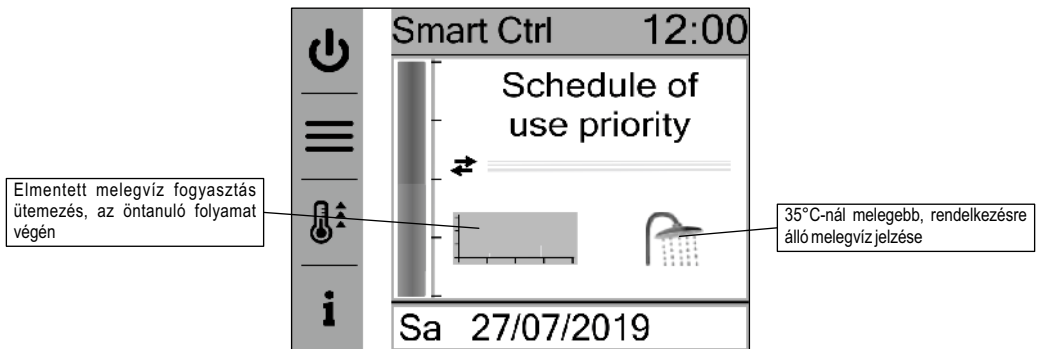 Smart Ctrl 12:00
Schedule of
use priority
Elmentett melegvíz fogyasztás
ütemezés, az öntanuló folyamat
végén
35°C-nál melegebb, rendelkezésre
álló melegvíz jelzése
i
Sa 27/07/2019